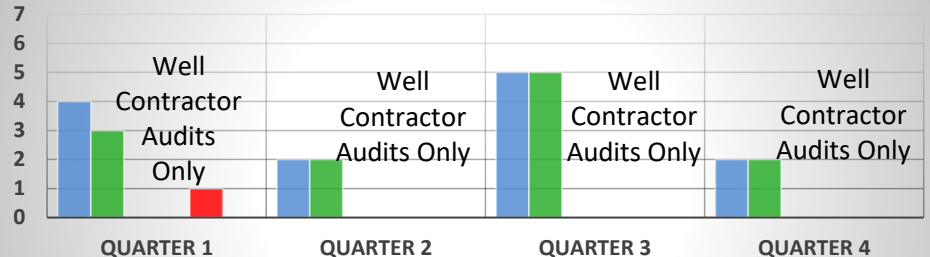 7
6
5
4
3
2
1
0
Well
Contractor
Audits
Only
Well
Contractor
Audits Only
Well
Contractor
Audits Only
Well
Contractor
Audits Only
QUARTER 1
QUARTER 2
QUARTER 3
QUARTER 4